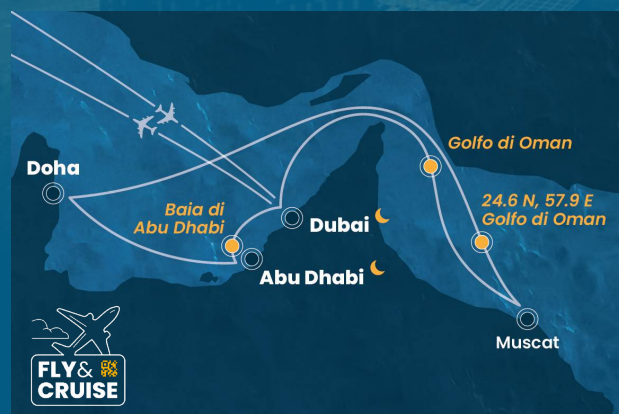 Golfo di Oman
Doha
24.6 N, 57.9 E
Golfo di Oman
Baia di
Abu Dhabi
Dubai
Abu Dhabi
Muscat
FLY&
CRUISE